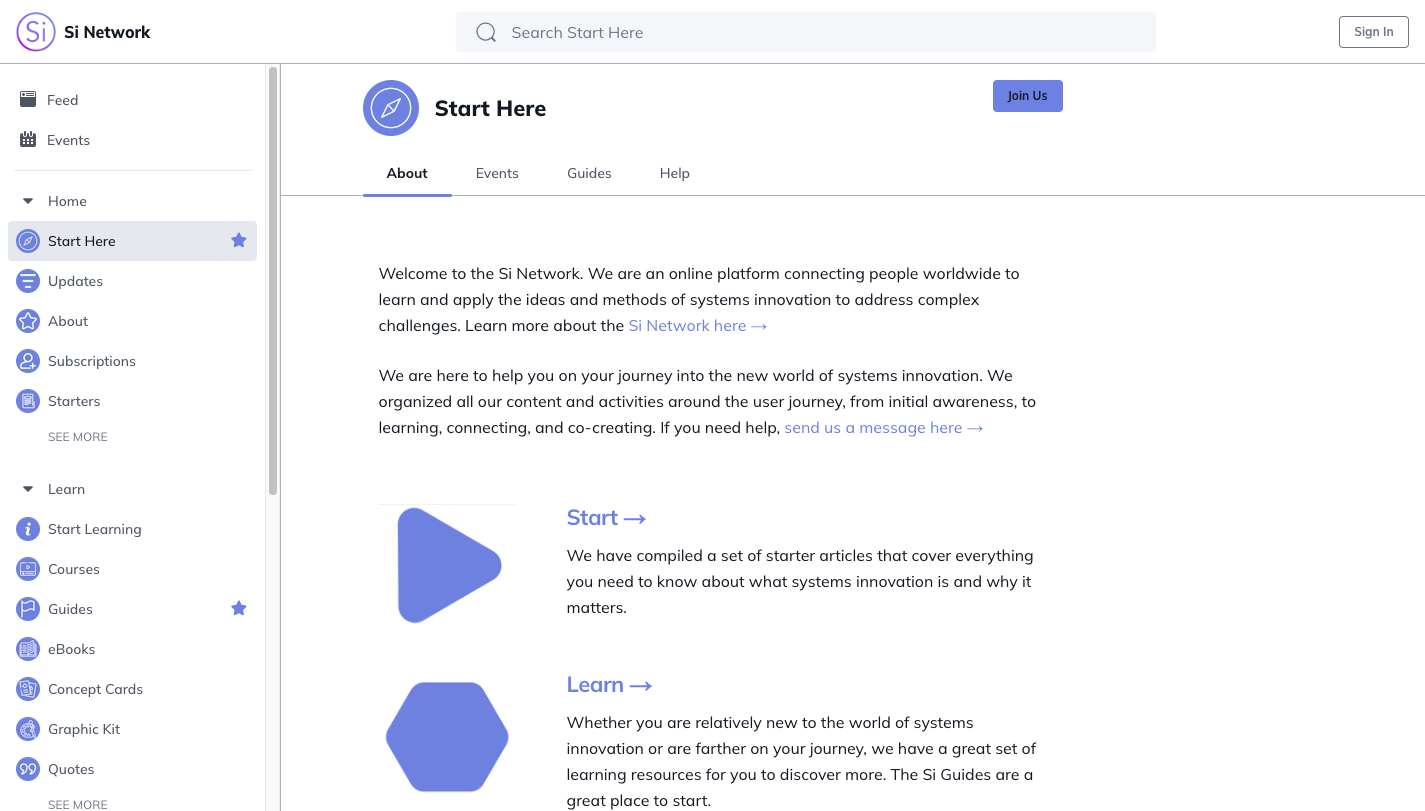 Si Si Network
Search Start Here
Sign In
Feed
Events
Home
Start Here
Updates
About
Subscriptions
Starters
SEE MORE
Learn
Start Learning
Courses
Guides
eBooks
Concept Cards
Graphic Kit
Quotes
SEE MORE
Start Here
Join Us
About Events Guides Help
Welcome to the Si Network. We are an online platform connecting people worldwide to
learn and apply the ideas and methods of systems innovation to address complex
challenges. Learn more about the Si Network here →
We are here to help you on your journey into the new world of systems innovation. We
organized all our content and activities around the user journey, from initial awareness, to
learning, connecting, and co-creating. If you need help, send us a message here →
Start →
We have compiled a set of starter articles that cover everything
you need to know about what systems innovation is and why it
matters.
Learn →
Whether you are relatively new to the world of systems
innovation or are farther on your journey, we have a great set of
learning resources for you to discover more. The Si Guides are a
great place to start.